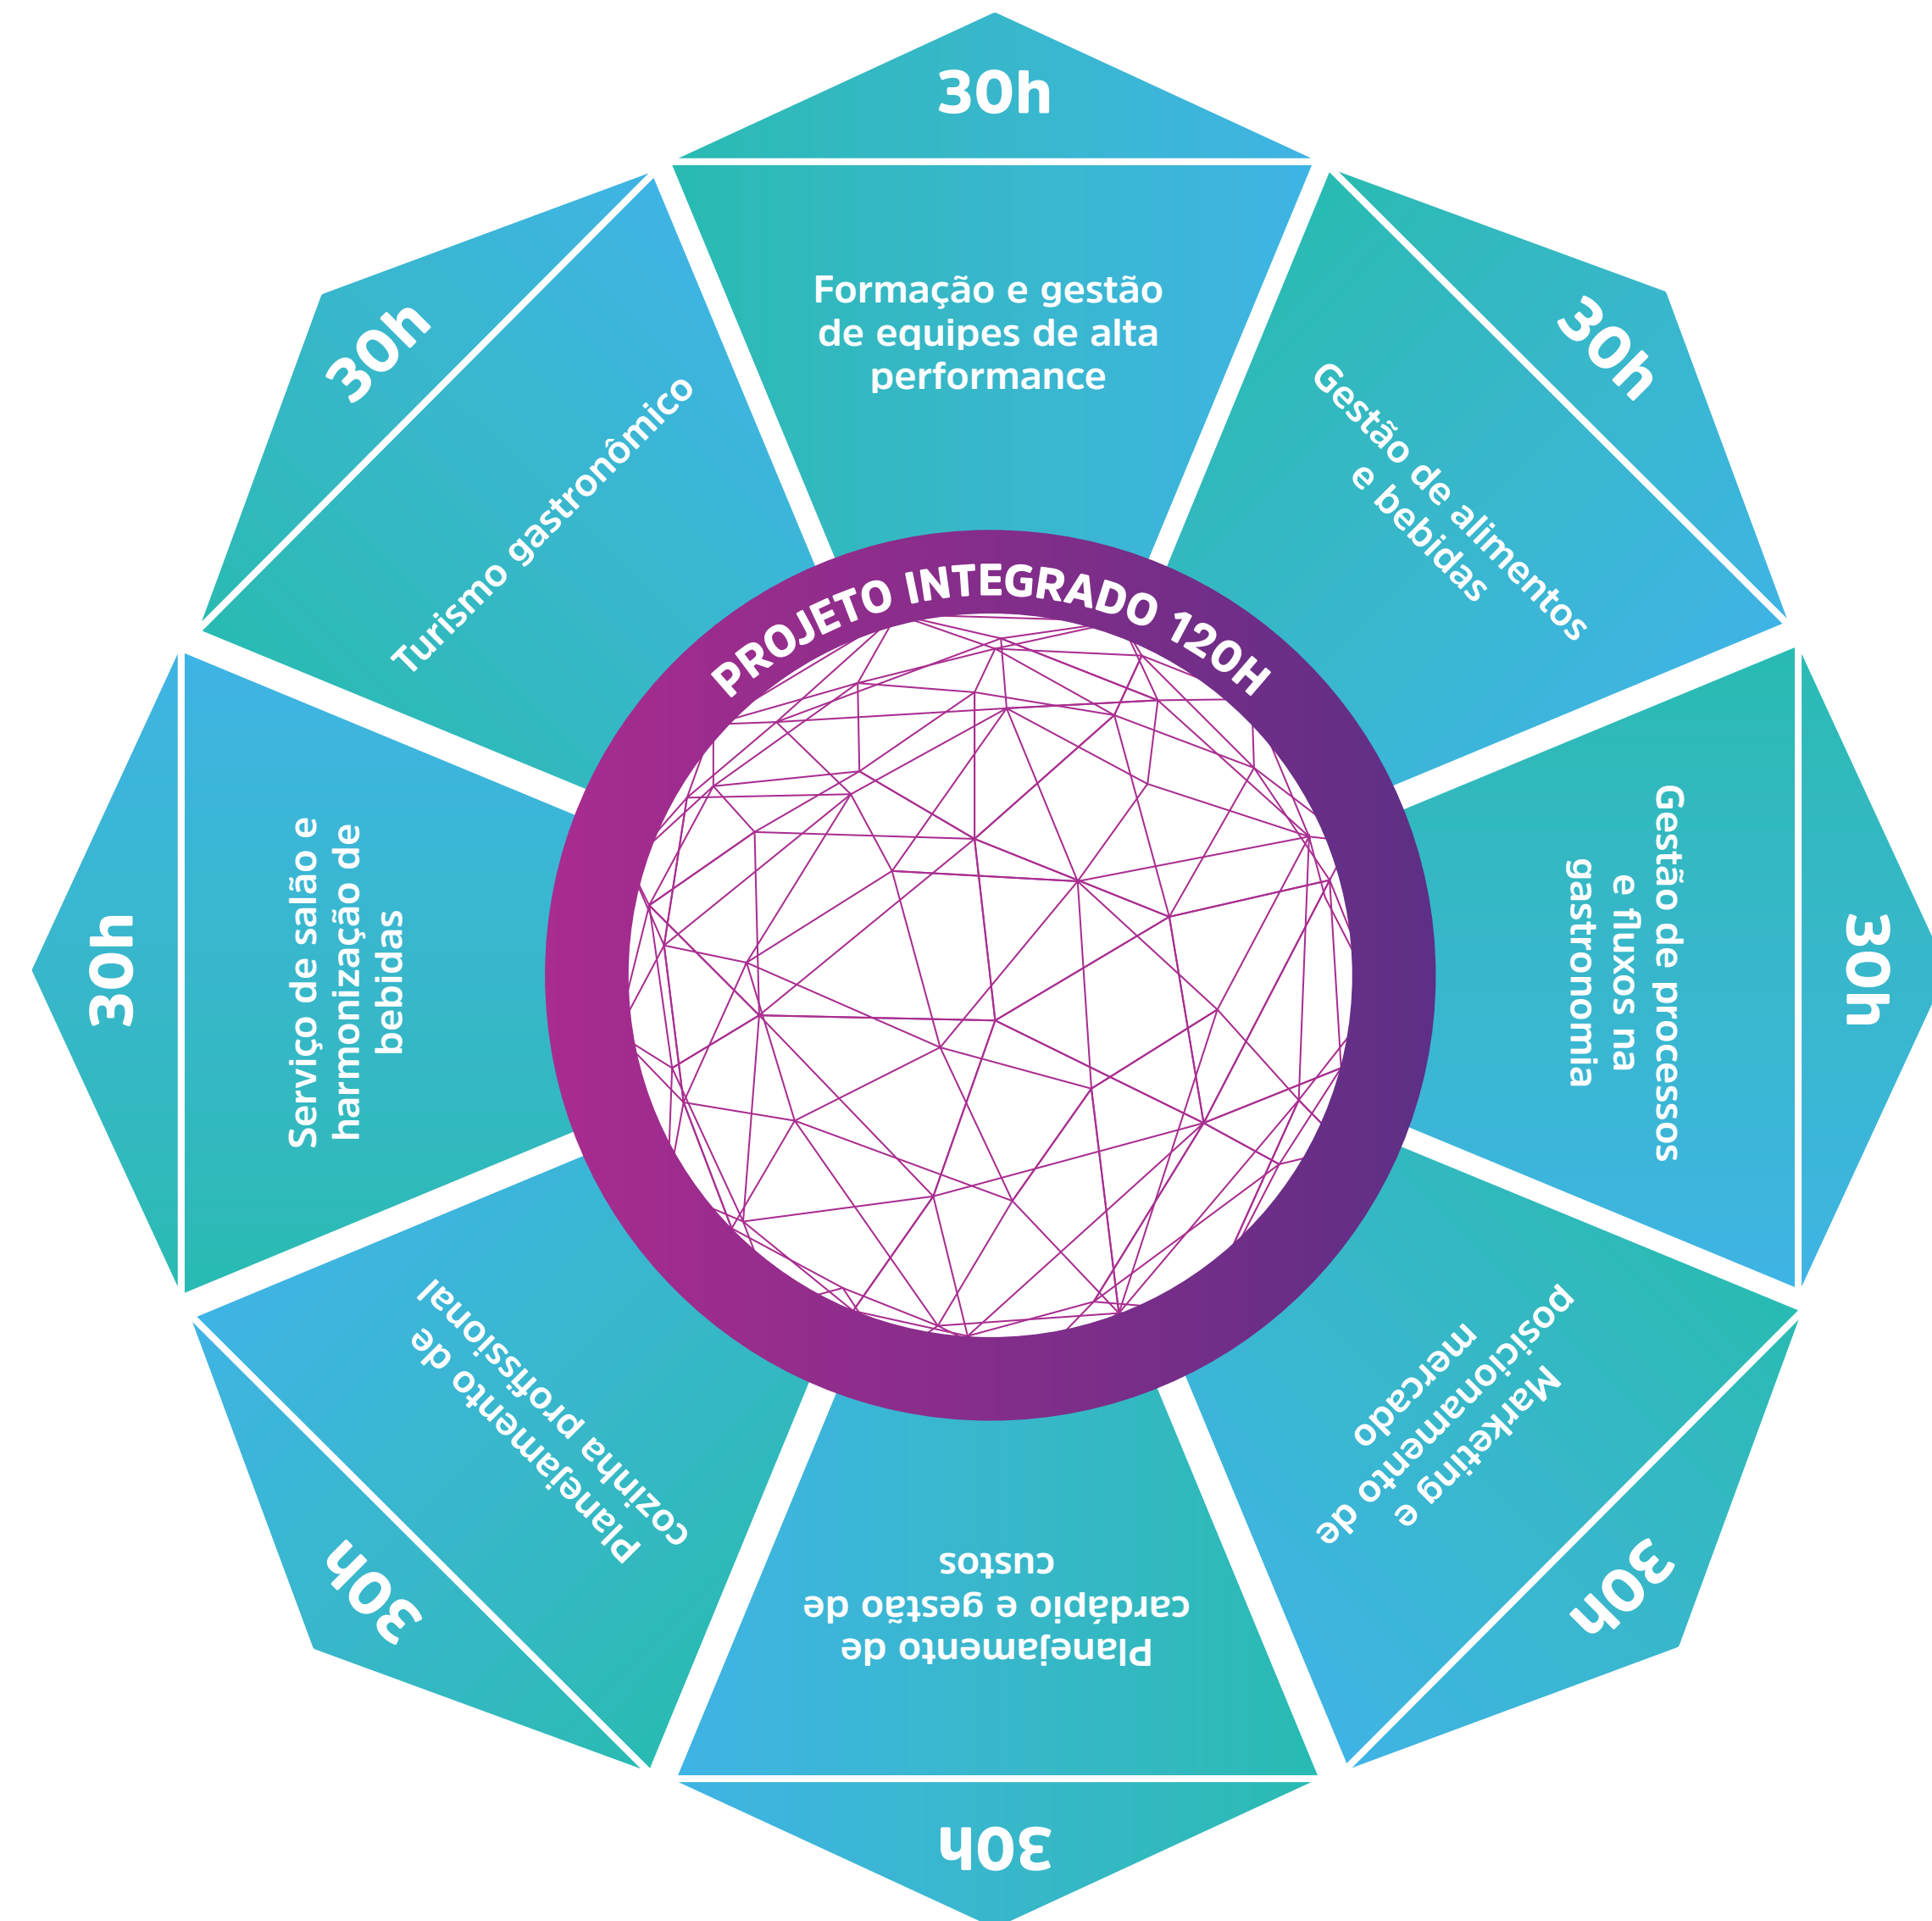 30h
Formação e gestão
de equipes de alta
performance
30h
Gestão de alimentos
e bebidas
30h
Gestão de processos
e fluxos na
gastronomia
30h
Marketing e
posicionamento de
mercado
30h
Planejamento de
cardápio e gestão de
custos
30h
Planejamento de
cozinha profissional
30h
Serviço de salão e
harmonização de
bebidas
30h
Turismo gastronômico
PROJETO INTEGRADO 120H